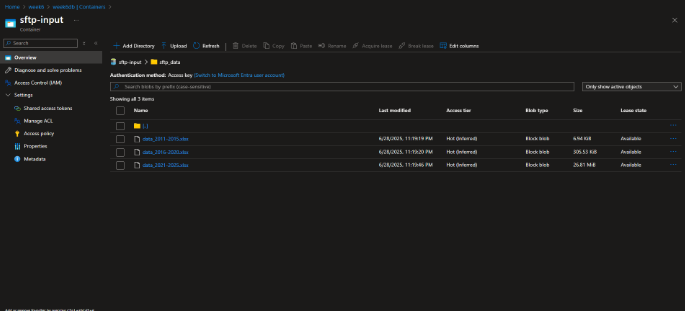 Home > week6 > week6stb | Containers >
sftp-input ...
Container
Search
Overview
Diagnose and solve problems
Access Control (IAM)
Settings
Shared access tokens
Manage ACL
Access policy
Properties
Metadata
Add Directory Upload Refresh Delete Copy Paste Rename Acquire lease Break lease Edit columns
sftp-input > sftp_data
Authentication method: Access key (Switch to Microsoft Entra user account)
Search blobs by prefix (case-sensitive) Only show active objects
Showing all 3 items
Name Last modified Access tier Blob type Size Lease state
[..]
data_2011-2015.xlsx 6/28/2025, 11:19:19 PM Hot (Inferred) Block blob 6.94 KiB Available
data_2016-2020.xlsx 6/28/2025, 11:19:20 PM Hot (Inferred) Block blob 305.53 KiB Available
data_2021-2025.xlsx 6/28/2025, 11:19:46 PM Hot (Inferred) Block blob 26.81 MiB Available